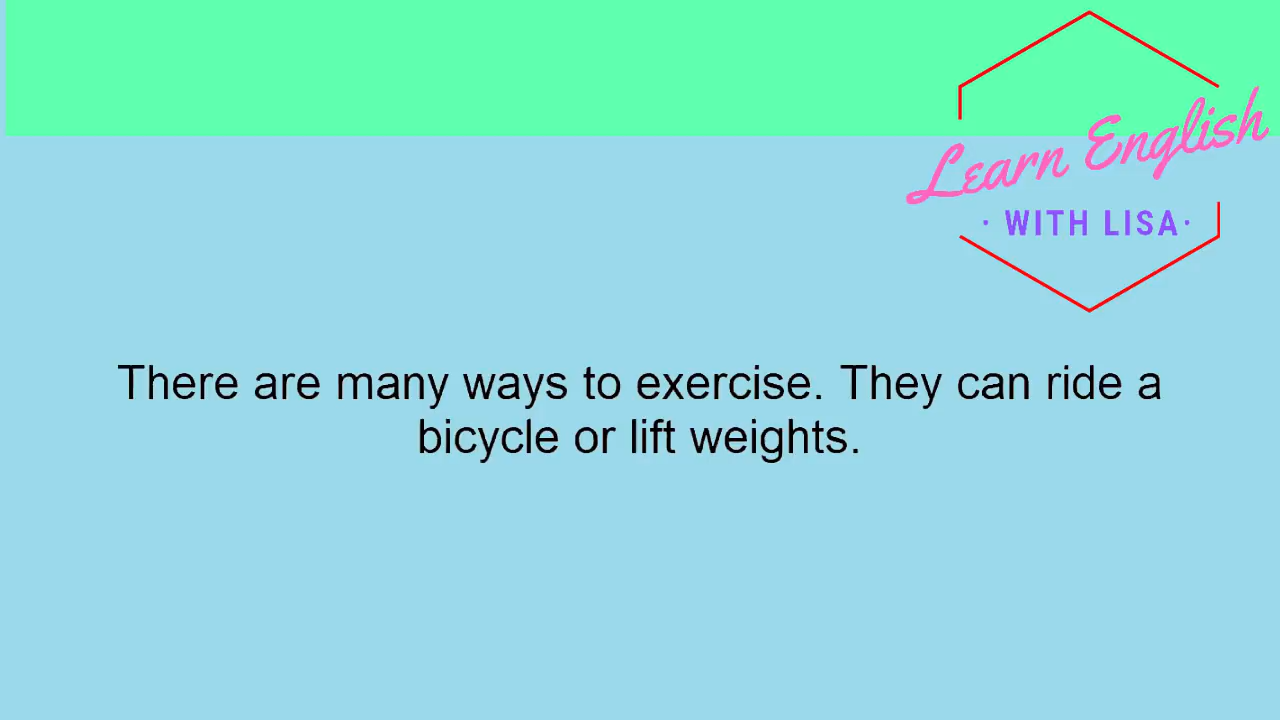 Learn English
· WITH LISA·
There are many ways to exercise. They can ride a
bicycle or lift weights.